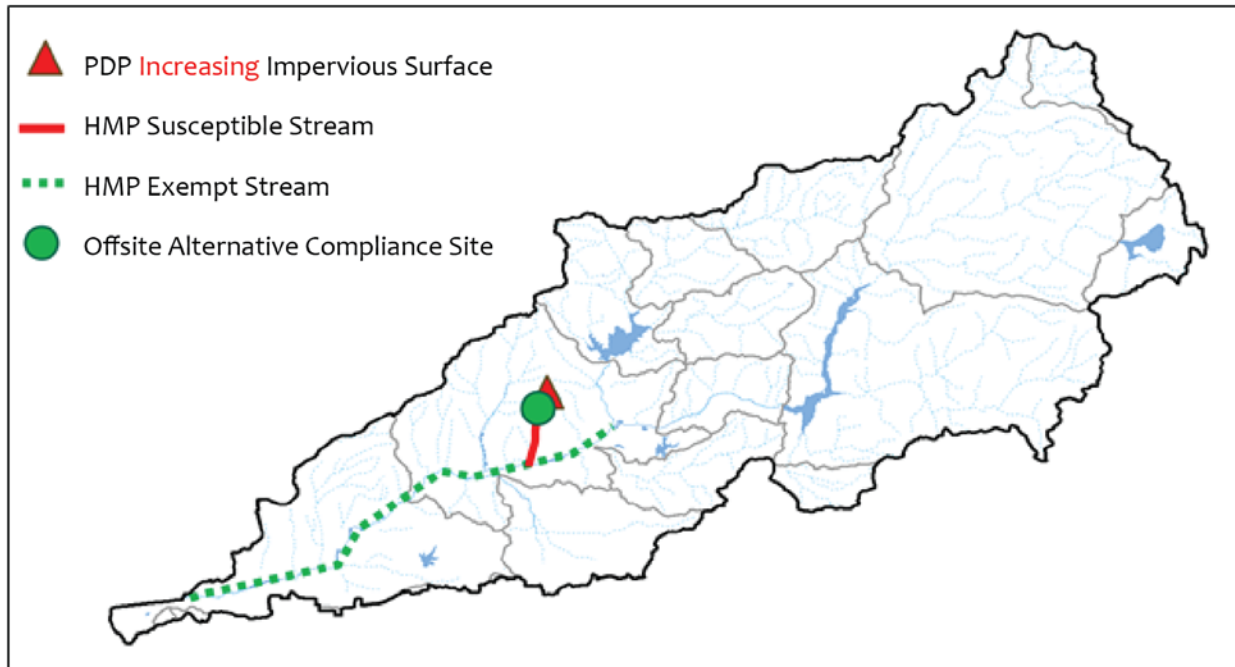 PDP Increasing Impervious Surface
HMP Susceptible Stream
HMP Exempt Stream
Offsite Alternative Compliance Site